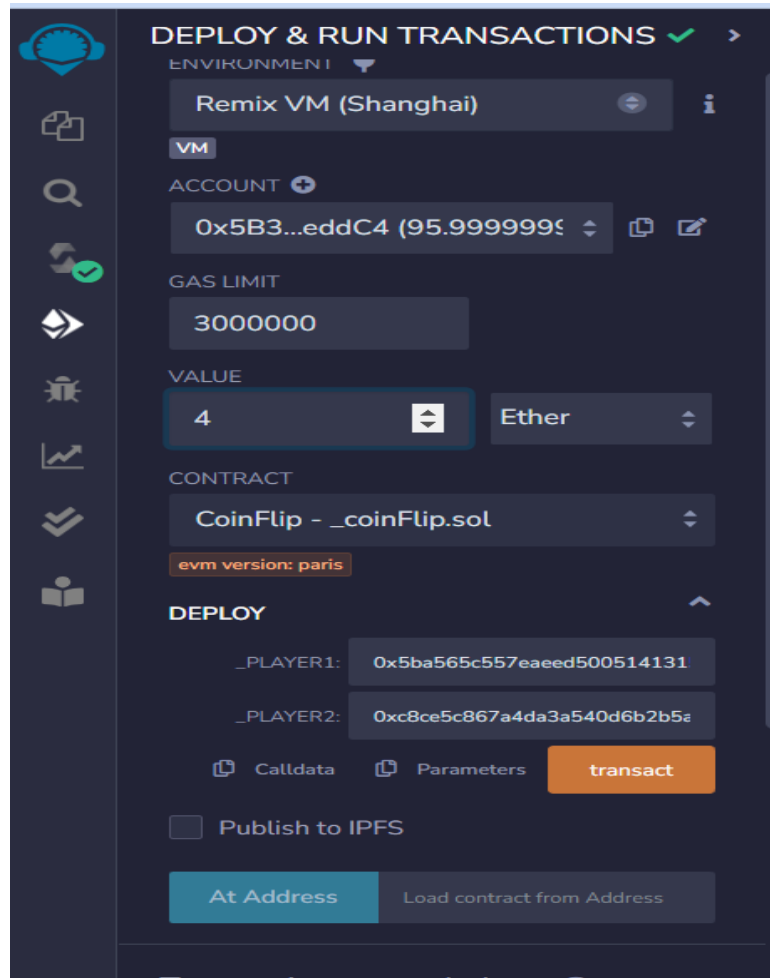 DEPLOY & RUN TRANSACTIONS
ENVIRONMENT
Remix VM (Shanghai)
VM
ACCOUNT
0x5B3...eddC4 (95.9999999
GAS LIMIT
3000000
VALUE
4 Ether
CONTRACT
CoinFlip - _coinFlip.sol
evm version: paris
DEPLOY
_PLAYER1: 0x5ba565c557eaeed500514131
_PLAYER2: 0xc8ce5c867a4da3a540d6b2b5a
Calldata Parameters transact
Publish to IPFS
At Address Load contract from Address